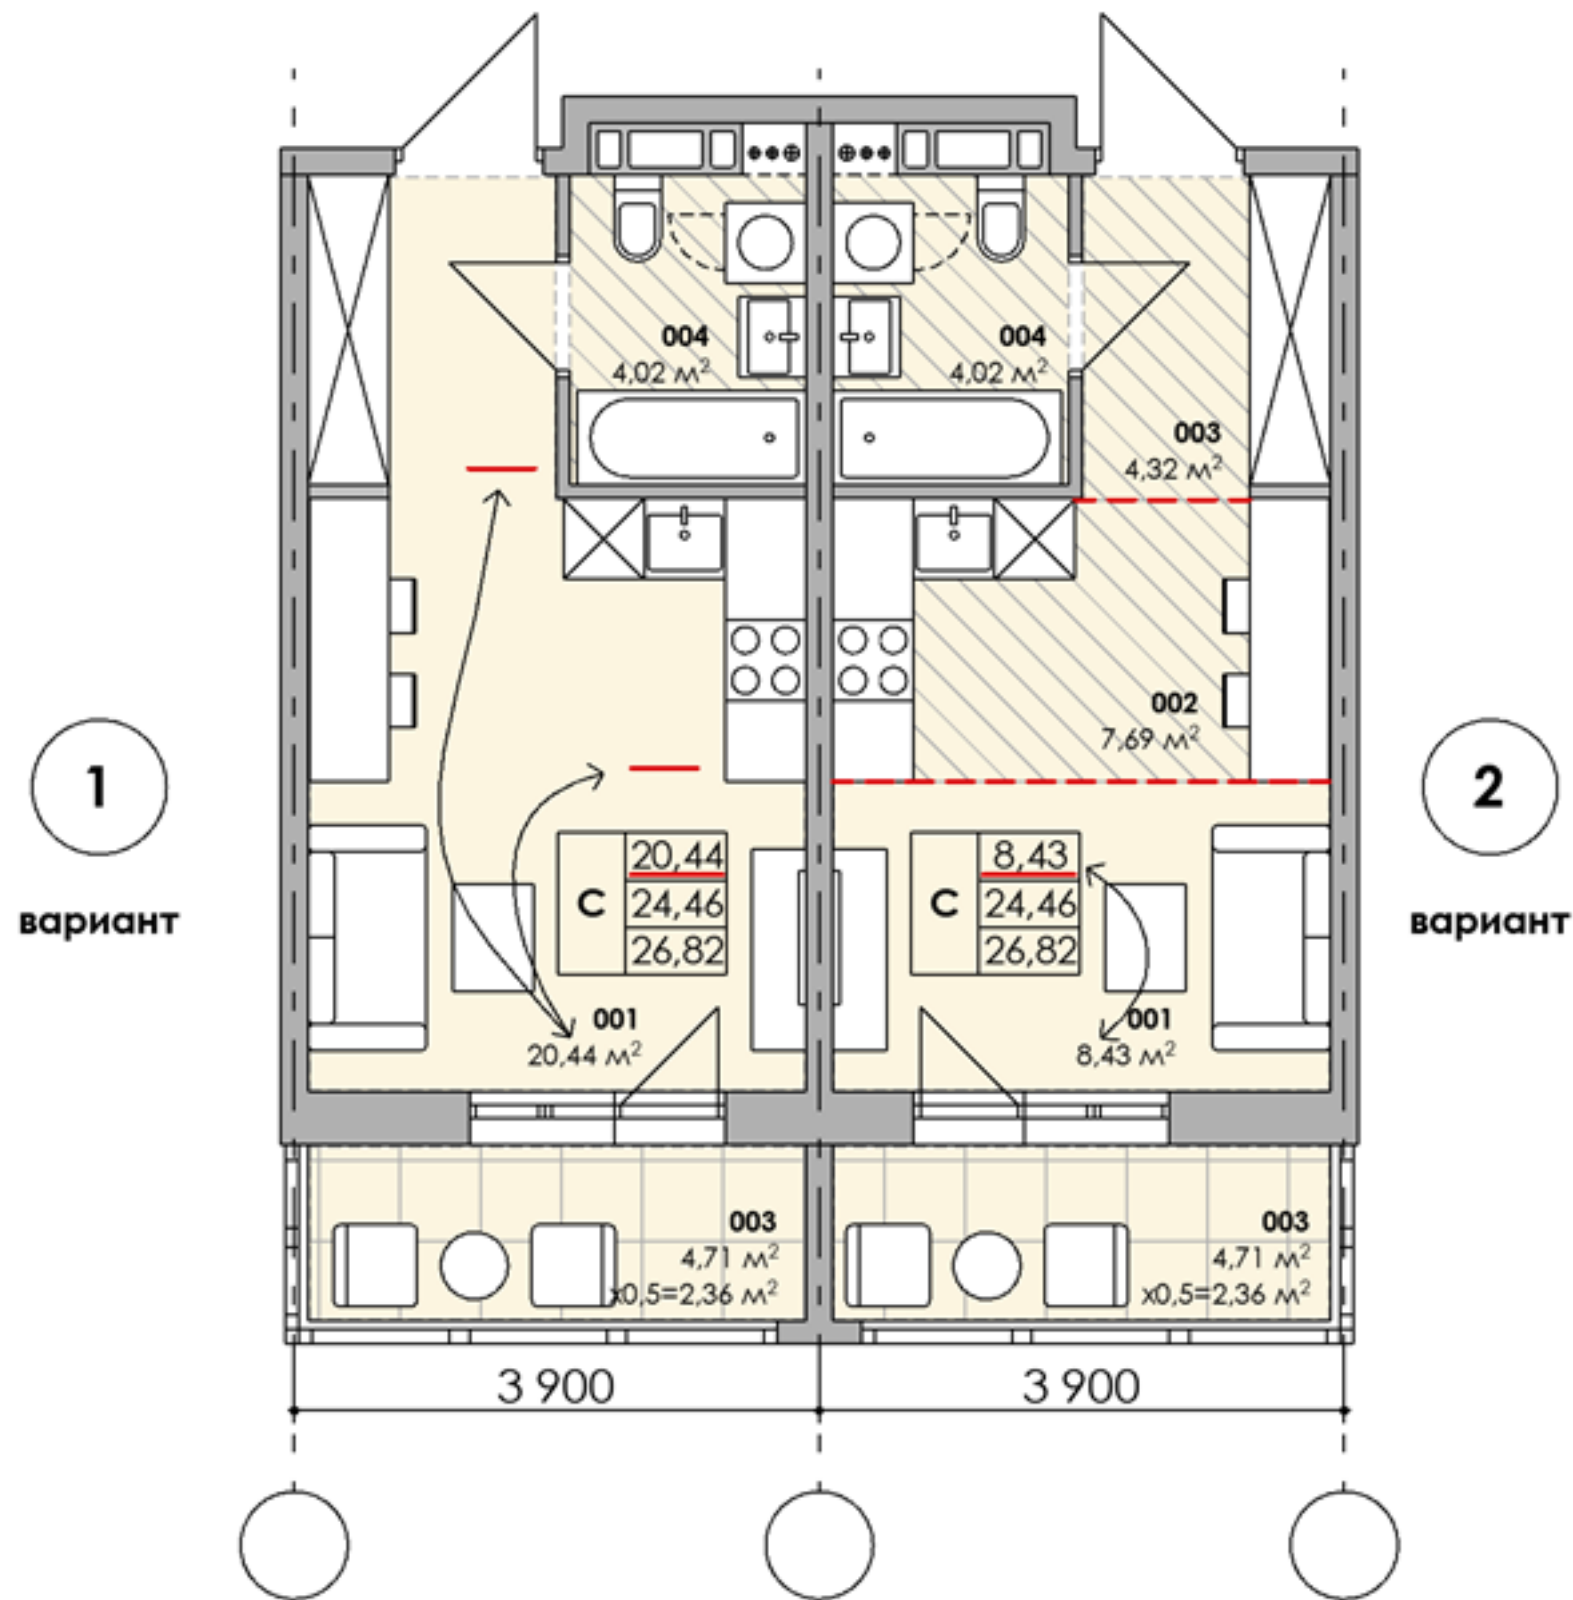 004
4,02 м²
004
4,02 м²
003
4,32 м²
002
7,69 м²
1
вариант
2
вариант
С
20,44
24,46
26,82
С
8,43
24,46
26,82
001
20,44 м²
001
8,43 м²
003
4,71 м²
х0,5=2,36 м²
003
4,71 м²
х0,5=2,36 м²
3 900
3 900